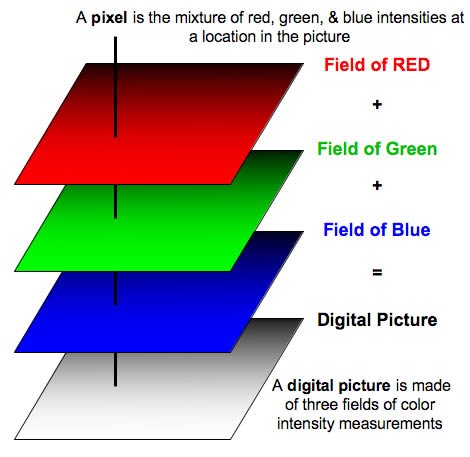 A pixel is the mixture of red, green, & blue intensities at
a location in the picture
Field of RED
+
Field of Green
+
Field of Blue
=
Digital Picture
A digital picture is made
of three fields of color
intensity measurements